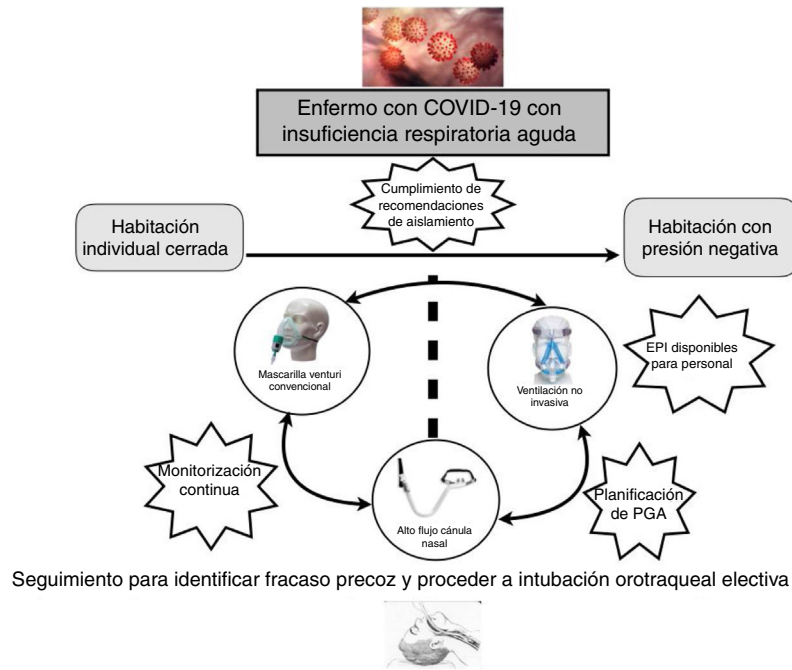 Enfermo con COVID-19 con
insuficiencia respiratoria aguda
Cumplimiento de
recomendaciones
de aislamiento
Habitación
individual cerrada
Habitación con
presión negativa
Mascarilla venturi
convencional
Ventilación no
invasiva
EPI disponibles
para personal
Monitorización
continua
Alto flujo cánula
nasal
Planificación
de PGA
Seguimiento para identificar fracaso precoz y proceder a intubación orotraqueal electiva